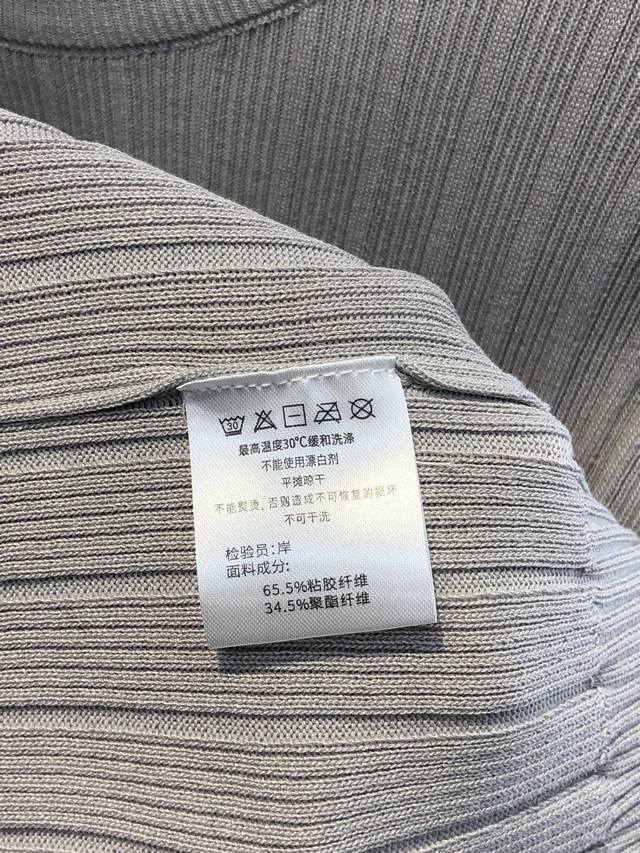 30
最高温度30℃缓和洗涤
不能使用漂白剂
平摊晾干
不能熨烫,否则造成不可恢复的损坏
不可干洗
检验员:岸
面料成分:
65.5%粘胶纤维
34.5%聚酯纤维